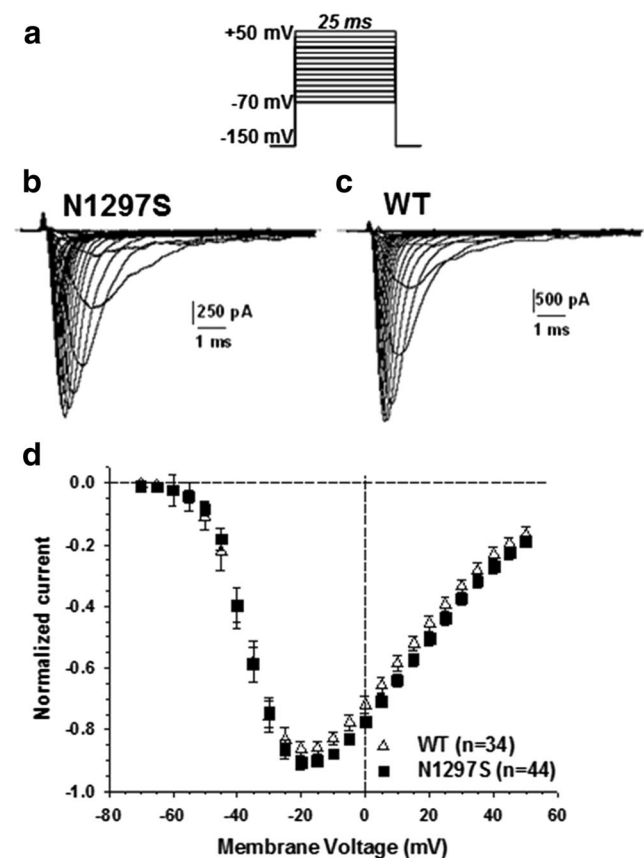 a
25 ms
+50 mV
-70 mV
-150 mV
b
N1297S
250 pA
1 ms
c
WT
500 pA
1 ms
d
Normalized current
0.0
-0.2
-0.4
-0.6
-0.8
-1.0
WT (n=34)
N1297S (n=44)
-80 -60 -40 -20 0 20 40 60
Membrane Voltage (mV)